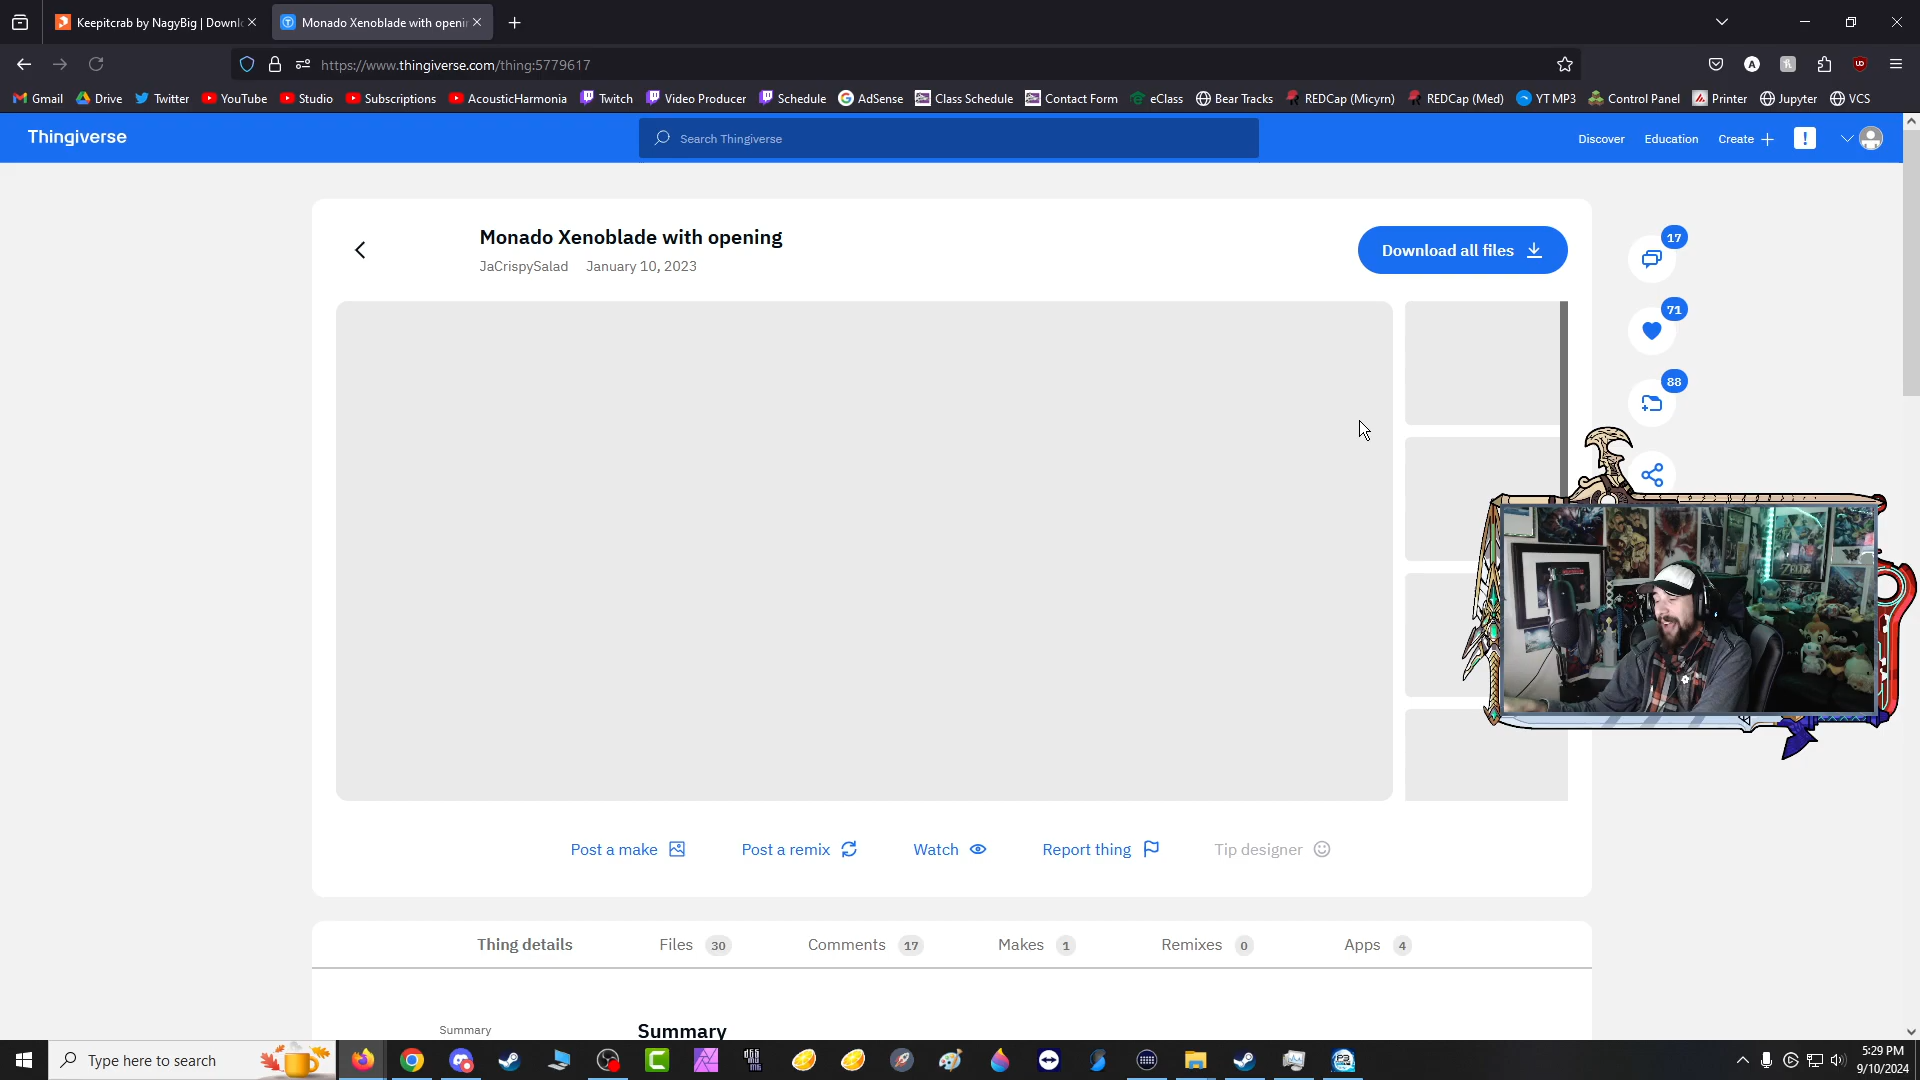 Keepitcrab by NagyBig | Downl
Monado Xenoblade with openin
https://www.thingiverse.com/thing:5779617
Gmail
Drive
Twitter
YouTube
Studio
Subscriptions
AcousticHarmonia
Twitch
Video Producer
Schedule
AdSense
Class Schedule
Contact Form
eClass
Bear Tracks
REDCap (Micyrn)
REDCap (Med)
YT MP3
Control Panel
Printer
Jupyter
VCS
Thingiverse
Search Thingiverse
Discover
Education
Create
Monado Xenoblade with opening
JaCrispySalad January 10, 2023
Download all files
17
71
88
Post a make
Post a remix
Watch
Report thing
Tip designer
Thing details
Files 30
Comments 17
Makes 1
Remixes 0
Apps 4
Summary
Summary
Type here to search
5:29 PM
9/10/2024